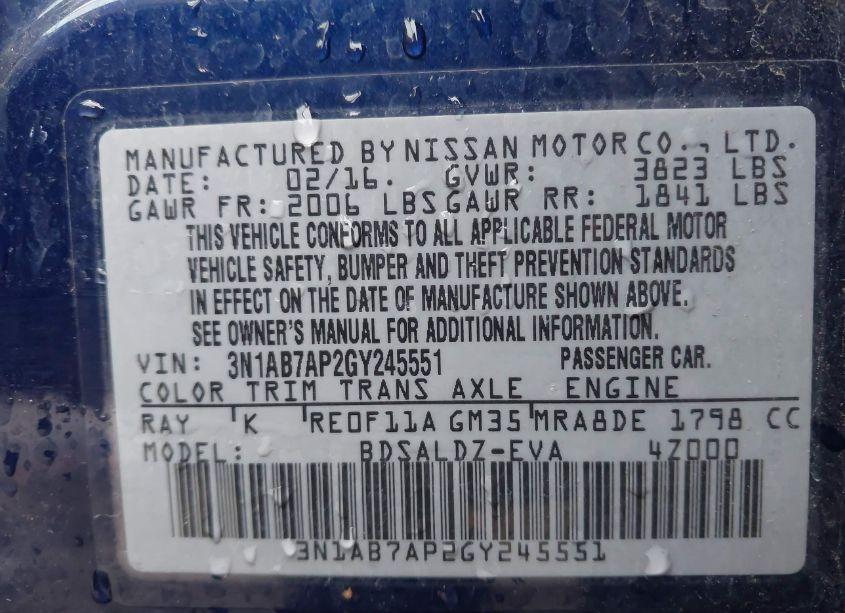 MANUFACTURED BY NISSAN MOTOR CO., LTD.
DATE: 02/16. GVWR: 3823 LBS
GAWR FR: 2006 LBS GAWR RR: 1841 LBS
THIS VEHICLE CONFORMS TO ALL APPLICABLE FEDERAL MOTOR
VEHICLE SAFETY, BUMPER AND THEFT PREVENTION STANDARDS
IN EFFECT ON THE DATE OF MANUFACTURE SHOWN ABOVE.
SEE OWNER'S MANUAL FOR ADDITIONAL INFORMATION.
VIN: 3N1AB7AP2GY245551 PASSENGER CAR.
COLOR TRIM TRANS AXLE ENGINE
RAY K RE0F11A GM35 MRA8DE 1798 CC
MODEL: BDSALDZ-EVA 4Z000
3N1AB7AP2GY245551